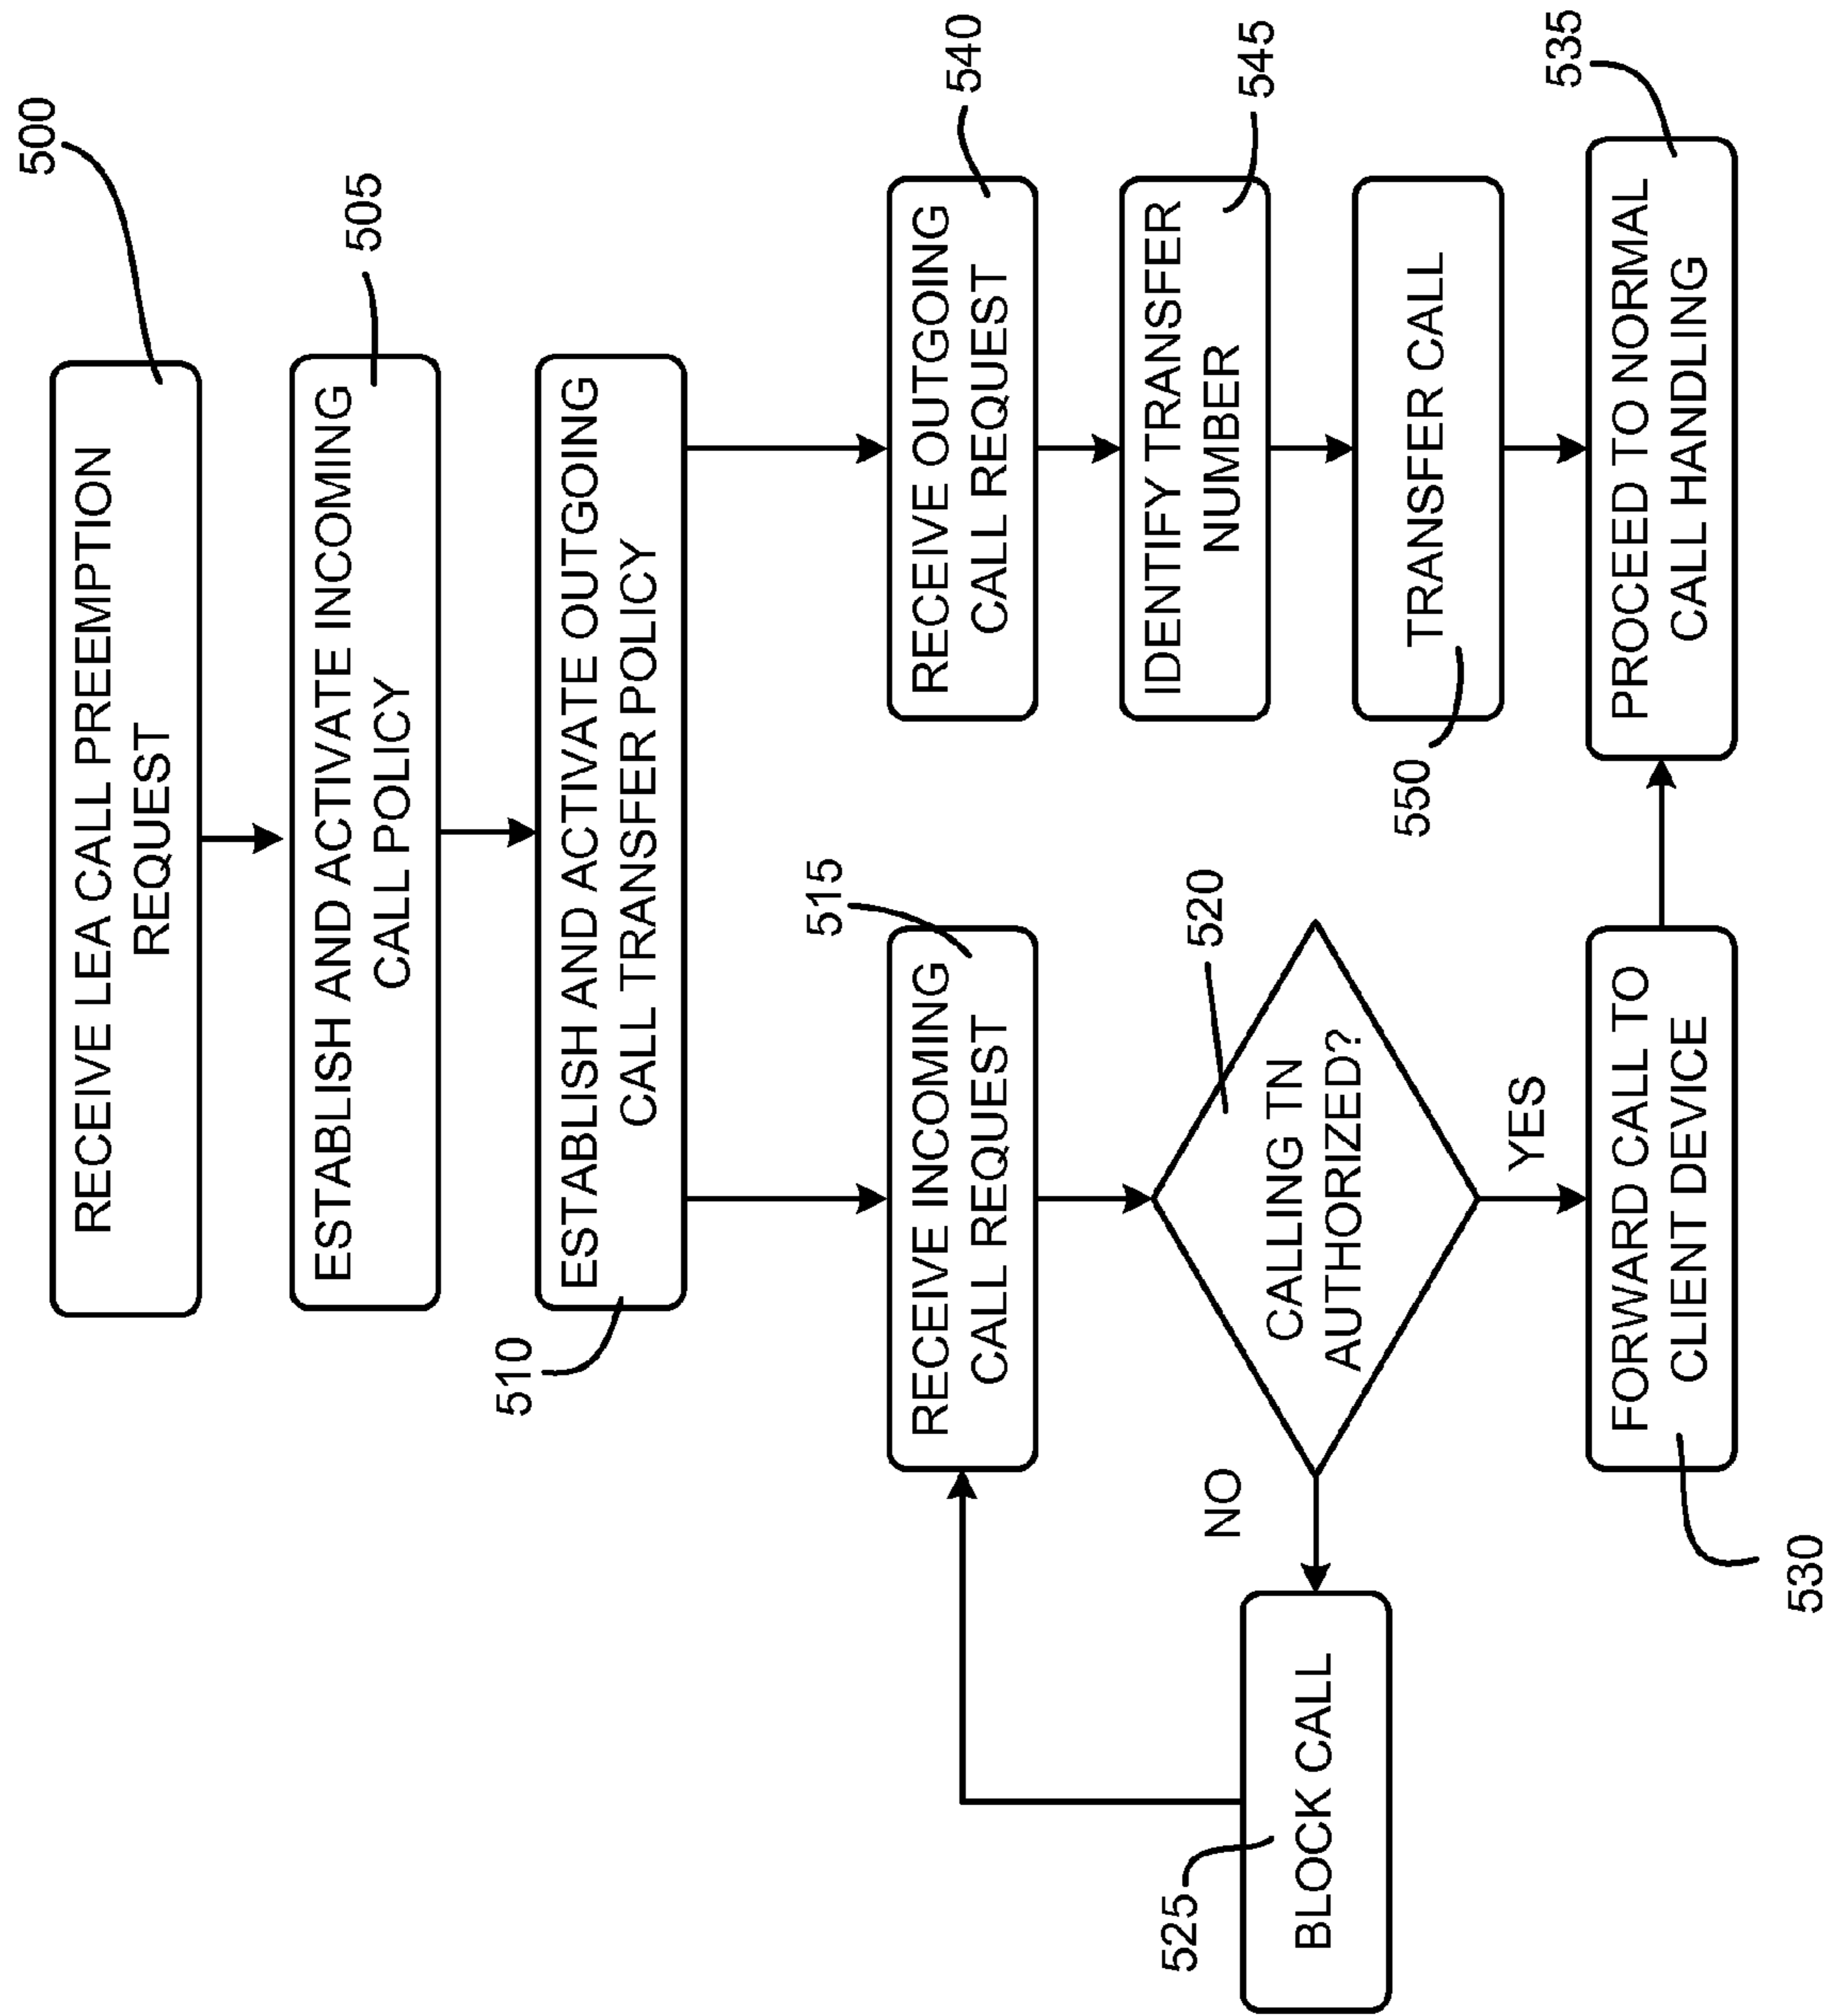 500
RECEIVE LEA CALL PREEMPTION
REQUEST
505
ESTABLISH AND ACTIVATE INCOMING
CALL POLICY
510
ESTABLISH AND ACTIVATE OUTGOING
CALL TRANSFER POLICY
515
RECEIVE INCOMING
CALL REQUEST
520
CALLING TN
AUTHORIZED?
NO
525
BLOCK CALL
YES
530
FORWARD CALL TO
CLIENT DEVICE
540
RECEIVE OUTGOING
CALL REQUEST
545
IDENTIFY TRANSFER
NUMBER
550
TRANSFER CALL
535
PROCEED TO NORMAL
CALL HANDLING